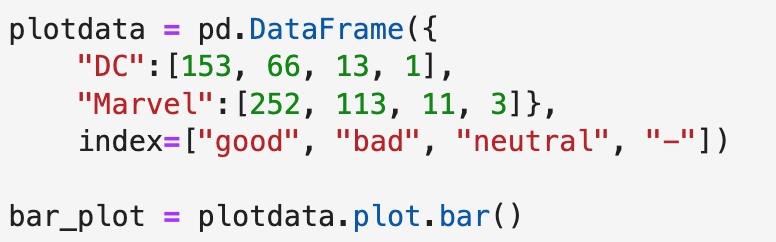 plotdata = pd.DataFrame({
    "DC":[153, 66, 13, 1],
    "Marvel":[252, 113, 11, 3]},
    index=["good", "bad", "neutral", "-"])

bar_plot = plotdata.plot.bar()